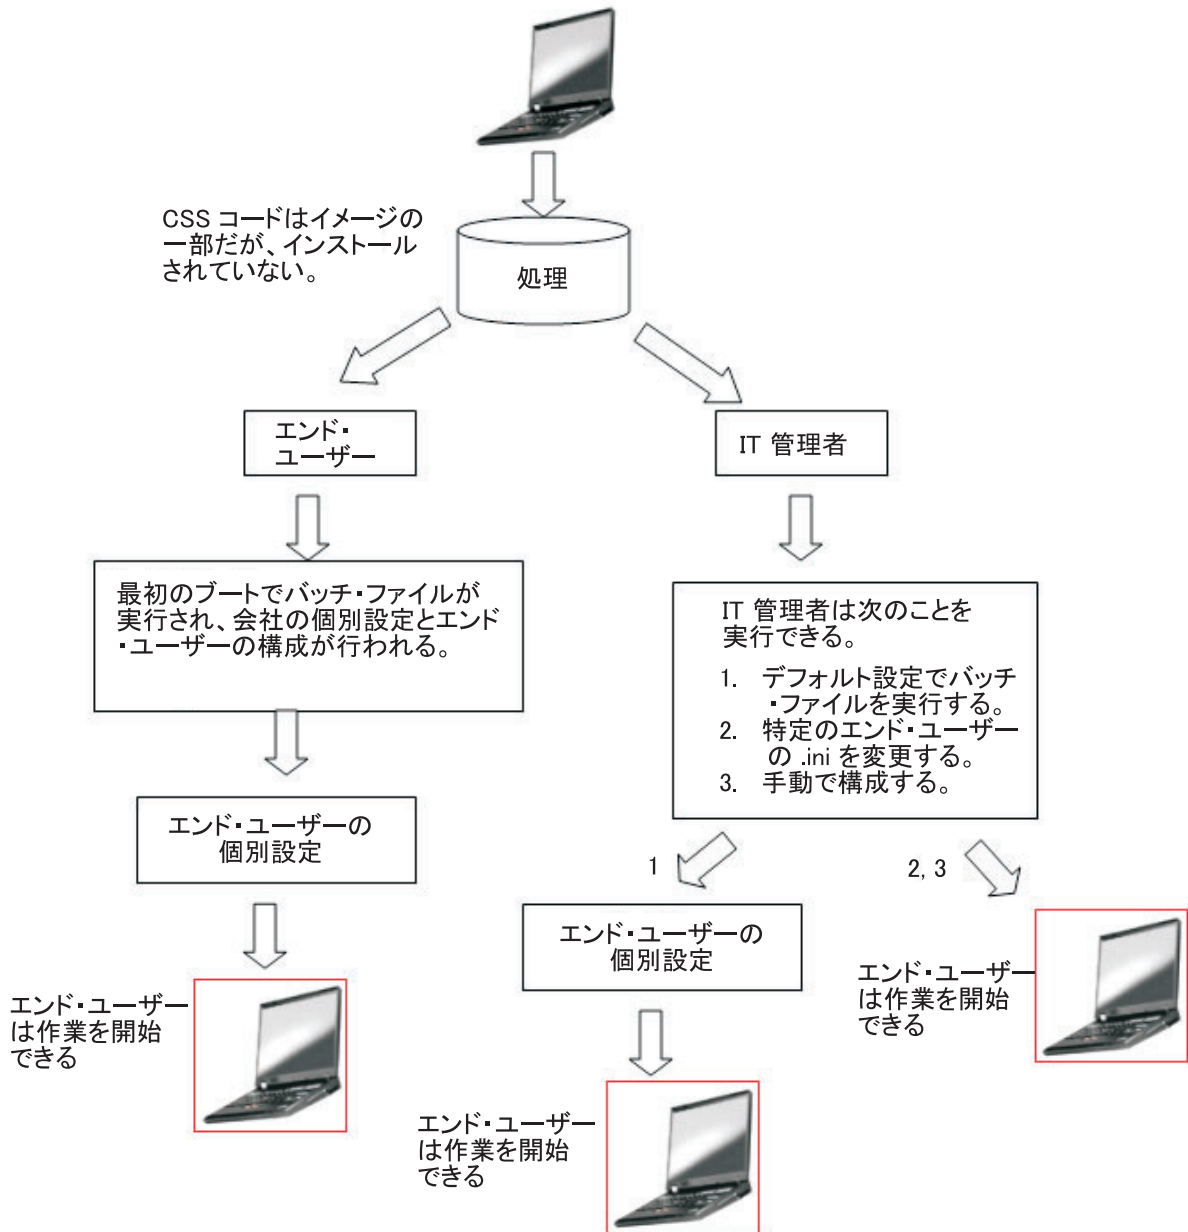 CSS コードはイメージの
一部だが、インストール
されていない。
処理
エンド・
ユーザー
IT 管理者
最初のブートでバッチ・ファイルが
実行され、会社の個別設定とエンド
・ユーザーの構成が行われる。
IT 管理者は次のことを
実行できる。
1. デフォルト設定でバッチ
・ファイルを実行する。
2. 特定のエンド・ユーザー
の .ini を変更する。
3. 手動で構成する。
エンド・ユーザーの
個別設定
1
2, 3
エンド・ユーザーの
個別設定
エンド・ユーザー
は作業を開始
できる
エンド・ユーザー
は作業を開始
できる
エンド・ユーザー
は作業を開始
できる